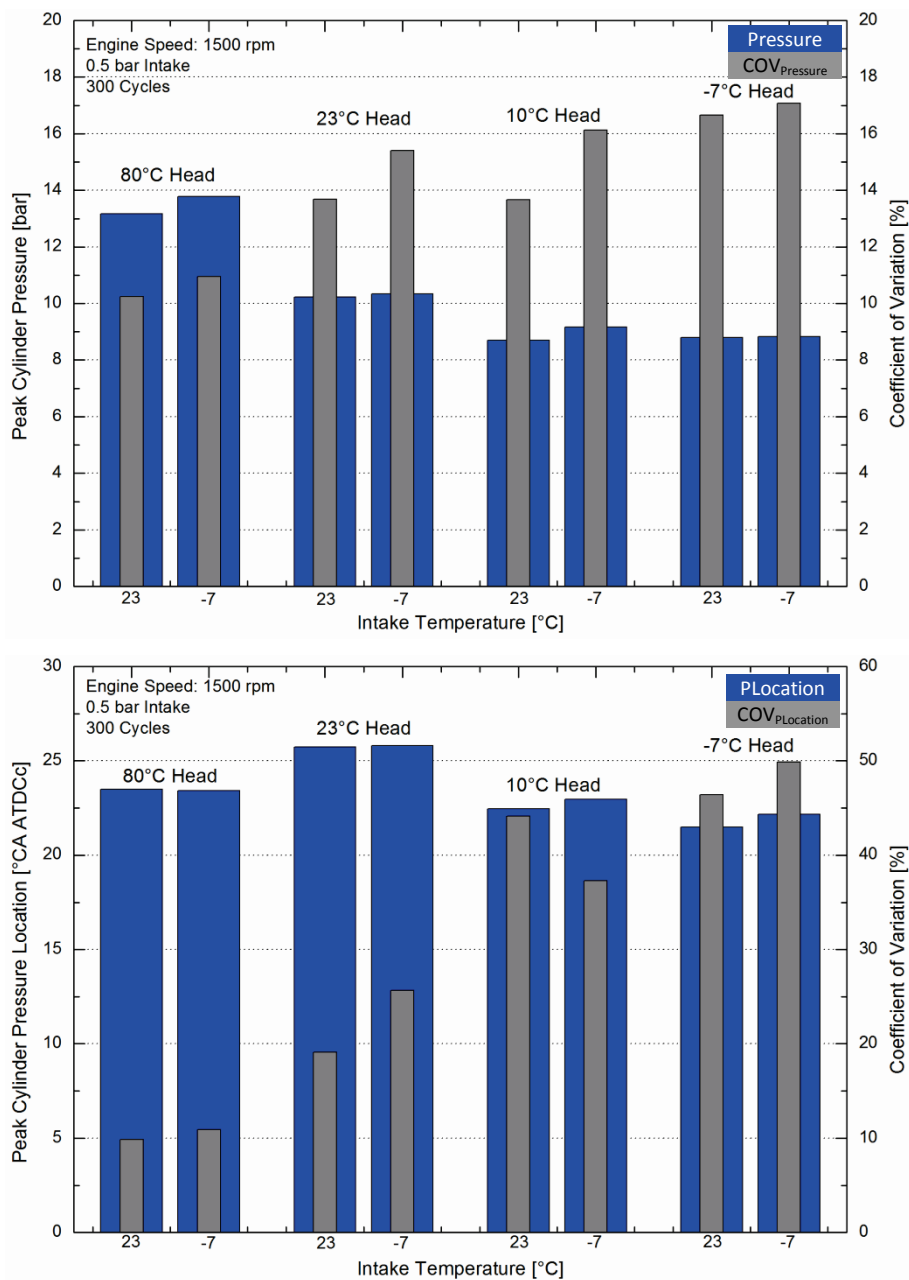 Engine Speed: 1500 rpm
0.5 bar Intake
300 Cycles
Pressure
COVPressure
80°C Head
23°C Head
10°C Head
-7°C Head
Peak Cylinder Pressure [bar]
20
18
16
14
12
10
8
6
4
2
0
Coefficient of Variation [%]
20
18
16
14
12
10
8
6
4
2
0
23 -7 23 -7 23 -7 23 -7
Intake Temperature [°C]
Engine Speed: 1500 rpm
0.5 bar Intake
300 Cycles
PLocation
COVPLocation
80°C Head
23°C Head
10°C Head
-7°C Head
Peak Cylinder Pressure Location [°CA ATDCc]
30
25
20
15
10
5
0
Coefficient of Variation [%]
60
50
40
30
20
10
0
23 -7 23 -7 23 -7 23 -7
Intake Temperature [°C]